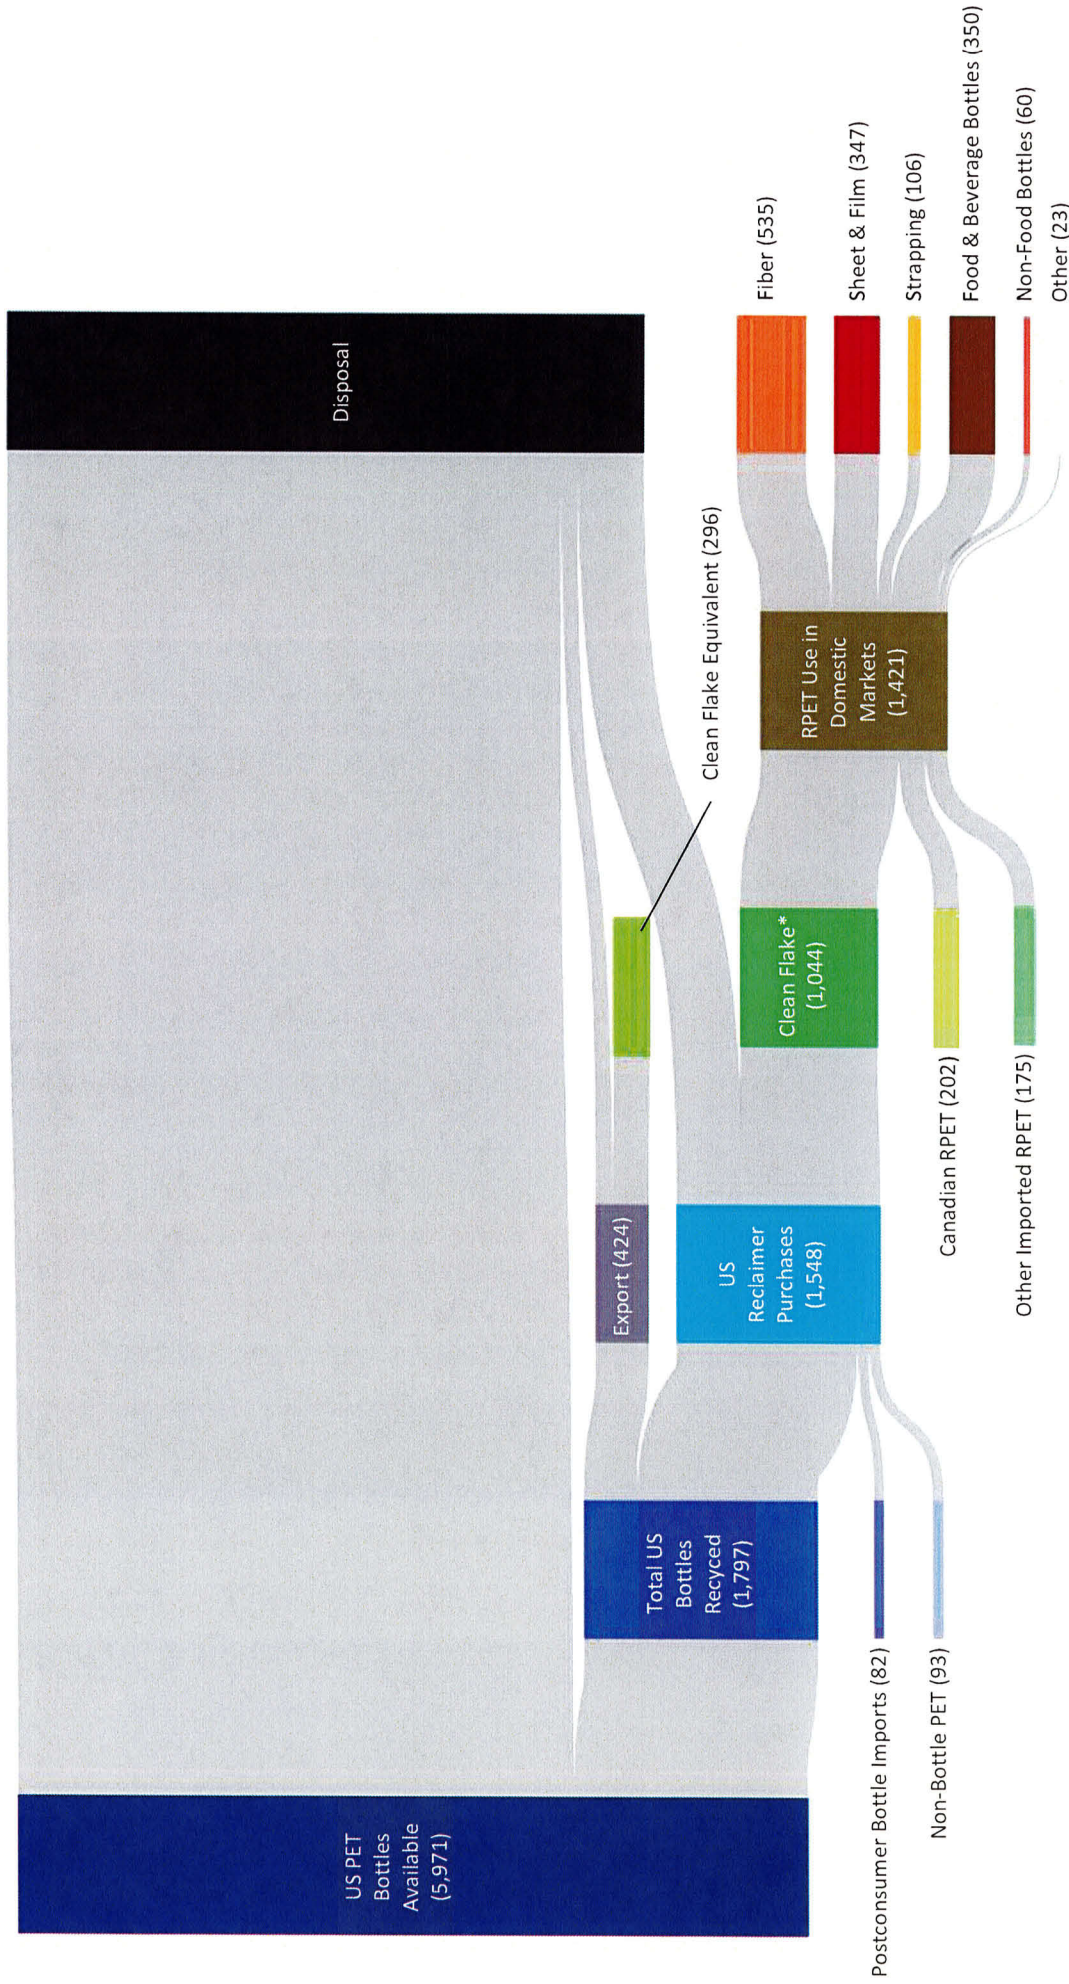 US PET
Bottles
Available
(5,971)
Total US
Bottles
Recyced
(1,797)
Postconsumer Bottle Imports (82)
Non-Bottle PET (93)
Export (424)
US
Reclaimer
Purchases
(1,548)
Clean Flake Equivalent (296)
Clean Flake*
(1,044)
Canadian RPET (202)
Other Imported RPET (175)
RPET Use in
Domestic
Markets
(1,421)
Disposal
Fiber (535)
Sheet & Film (347)
Strapping (106)
Food & Beverage Bottles (350)
Non-Food Bottles (60)
Other (23)